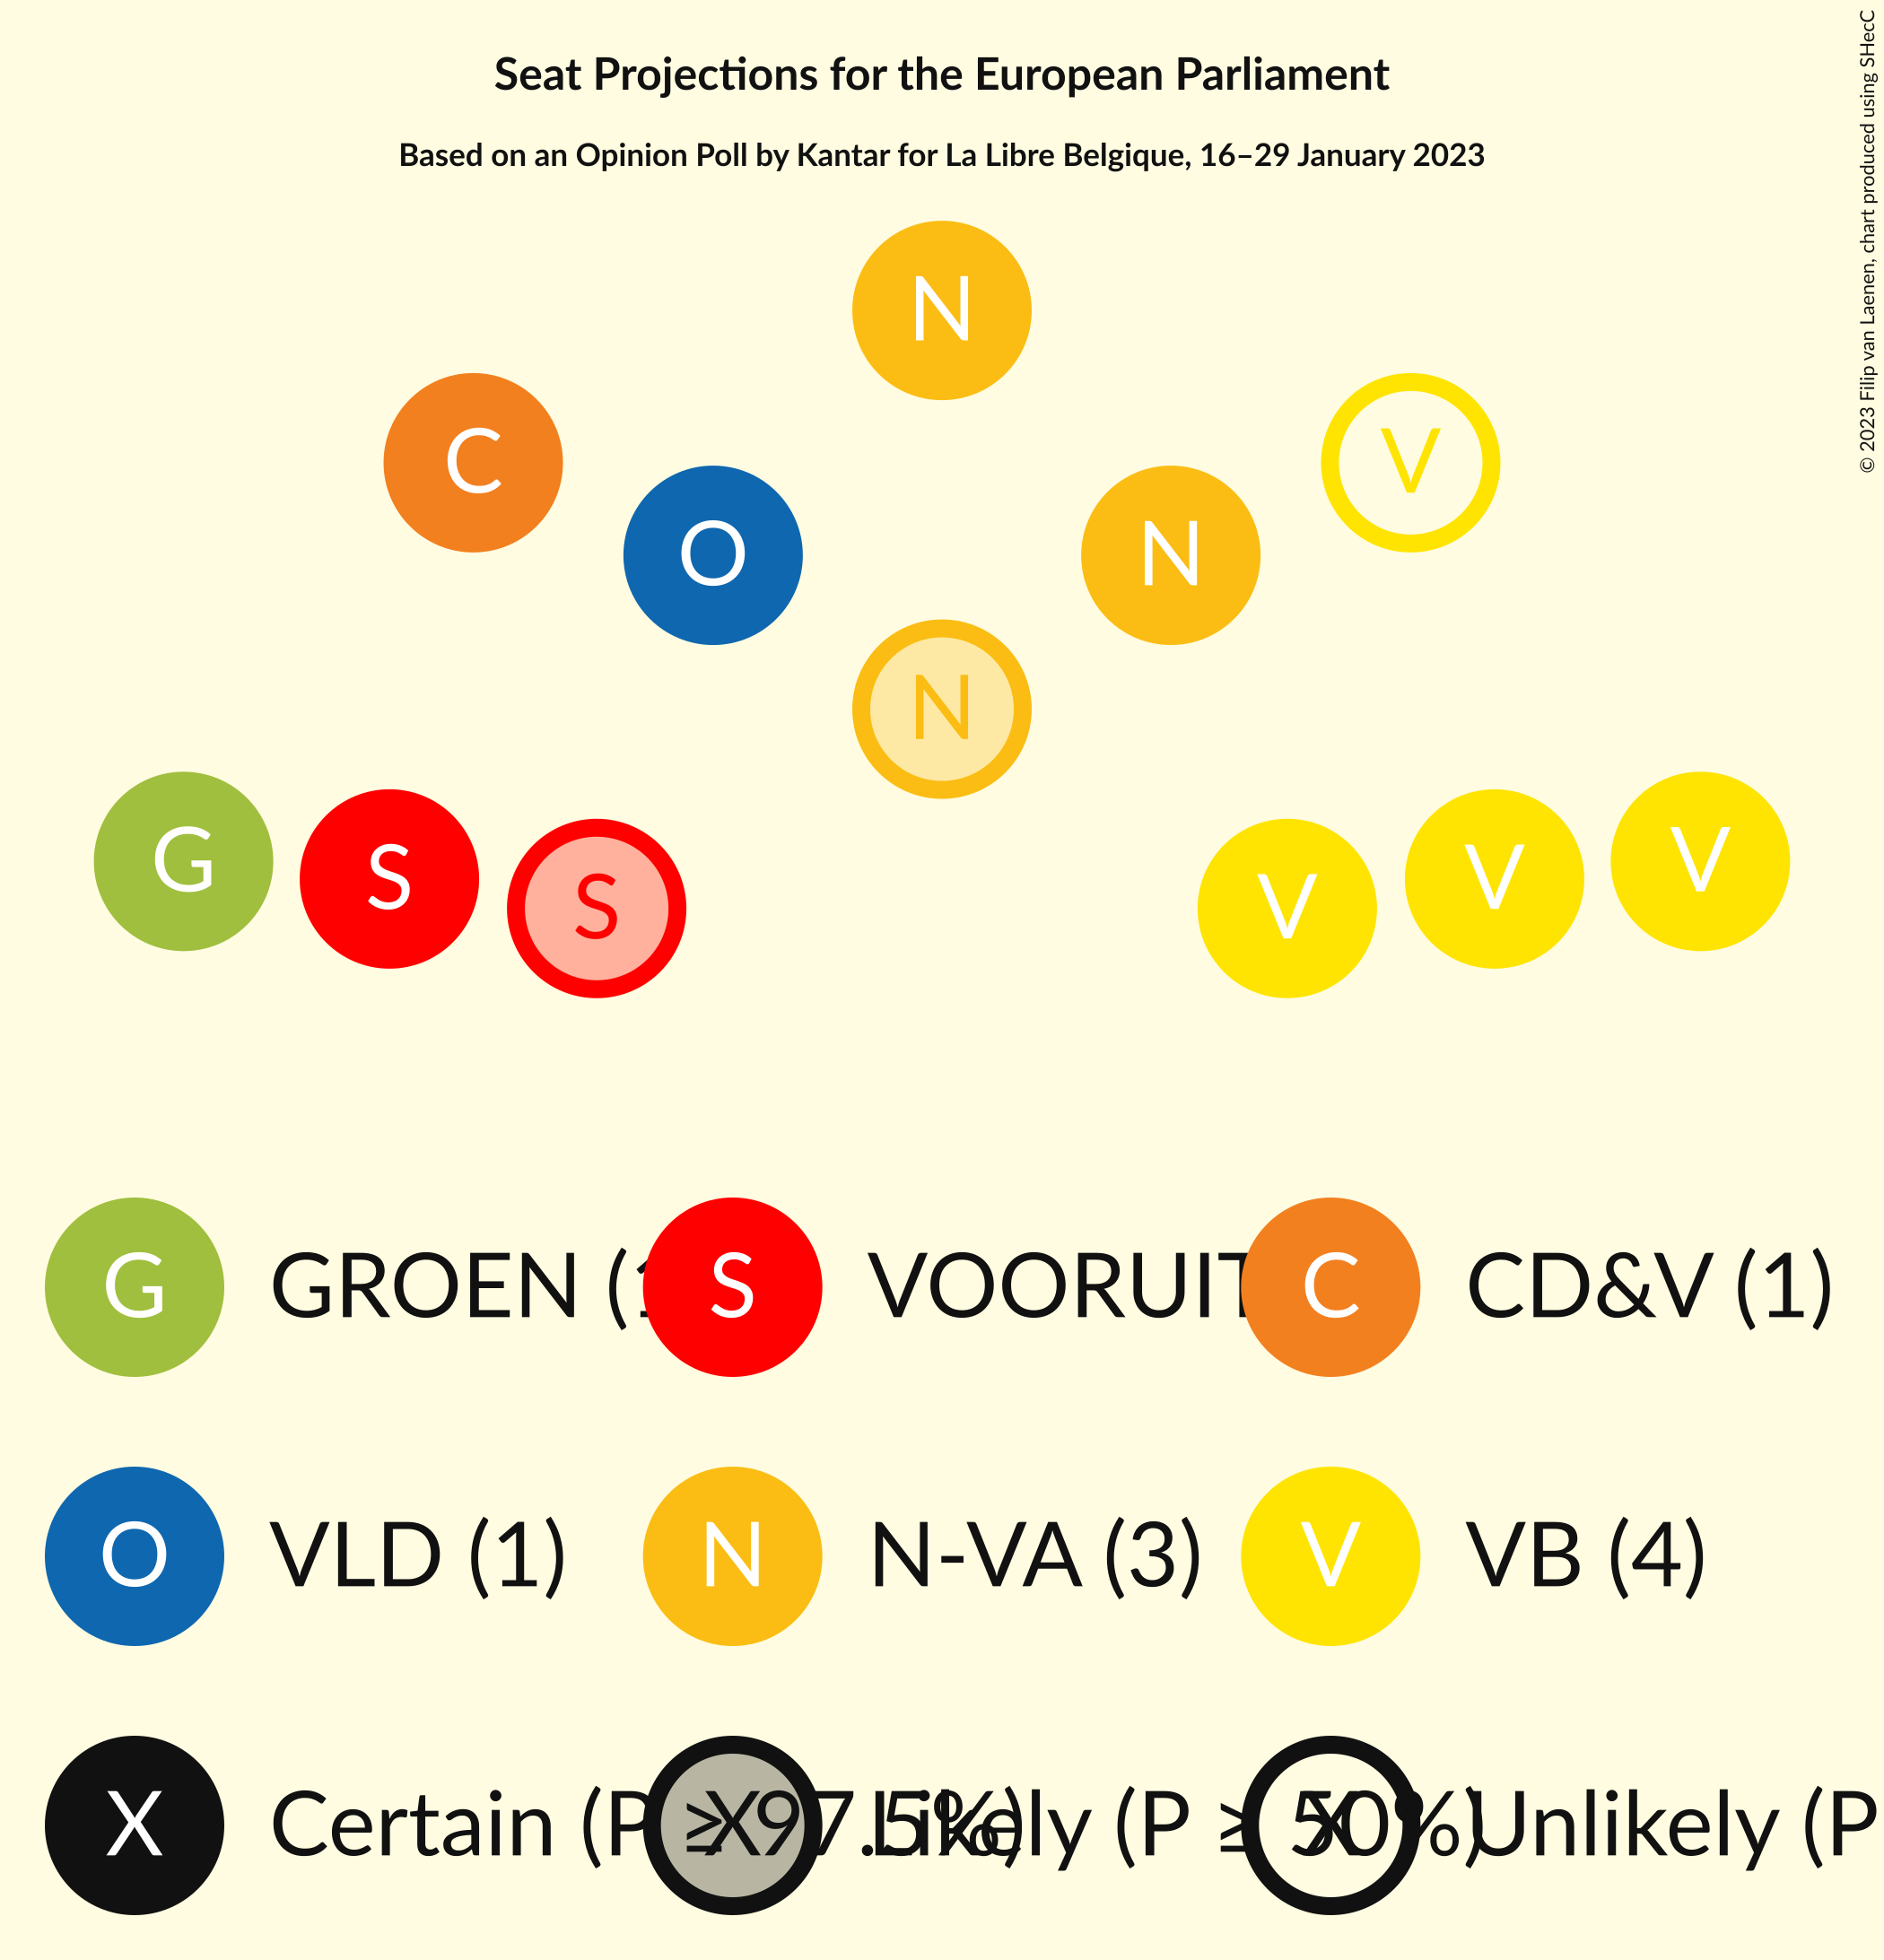 Seat Projections for the European Parliament
Based on an Opinion Poll by Kantar for La Libre Belgique, 16–29 January 2023
© 2023 Filip van Laenen, chart produced using SHecC
N
C
V
O
N
N
G
S
S
V
V
V
G GROEN (1 S VOORUIT C CD&V (1)
O VLD (1) N N-VA (3) V VB (4)
X Certain (P ≥ 97.5%) X Likely (P ≥ 50%) X Unlikely (P